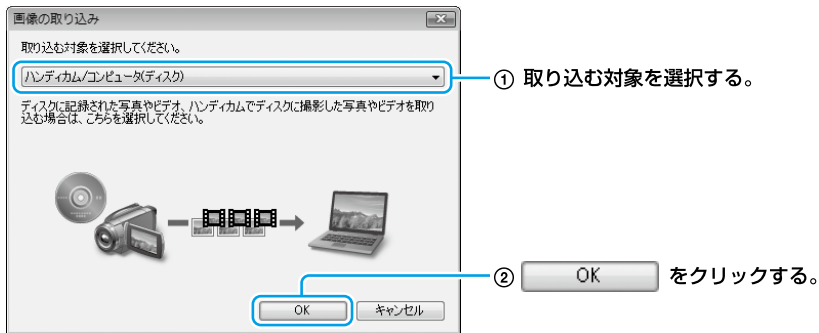 画像の取り込み
取り込む対象を選択してください。
ハンディカム/コンピュータ(ディスク)
① 取り込む対象を選択する。
ディスクに記録された写真やビデオ、ハンディカムでディスクに撮影した写真やビデオを取り
込む場合は、こちらを選択してください。
② OK をクリックする。
OK キャンセル